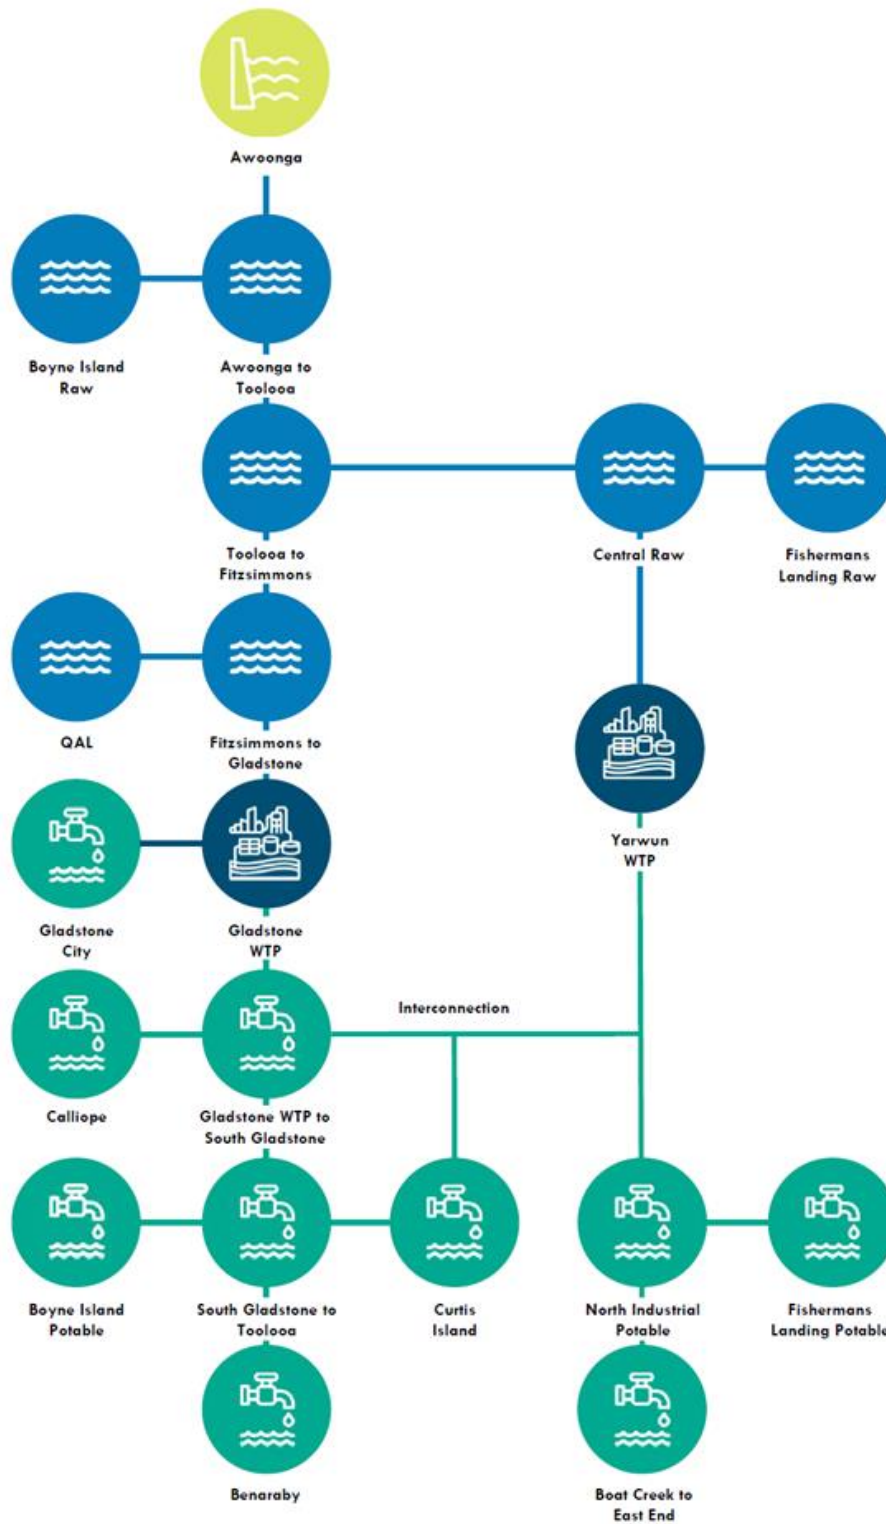 Awoonga
Boyne Island
Raw
Awoonga to
Toolooa
Toolooa to
Fitzsimmons
Central Raw
Fishermans
Landing Raw
QAL
Fitzsimmons to
Gladstone
Yarwun
WTP
Gladstone
City
Gladstone
WTP
Interconnection
Calliope
Gladstone WTP to
South Gladstone
Boyne Island
Potable
South Gladstone to
Toolooa
Curtis
Island
North Industrial
Potable
Fishermans
Landing Potable
Benaraby
Boat Creek to
East End